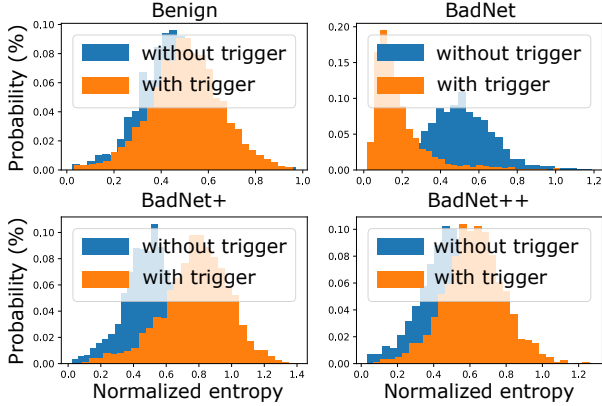 Benign
BadNet
Probability (%)
0.10
0.08
0.06
0.04
0.02
0.00
without trigger
with trigger
0.0 0.2 0.4 0.6 0.8 1.0
0.20
0.15
0.10
0.05
0.00
without trigger
with trigger
0.0 0.2 0.4 0.6 0.8 1.0 1.2
BadNet+
BadNet++
Probability (%)
0.10
0.08
0.06
0.04
0.02
0.00
without trigger
with trigger
0.0 0.2 0.4 0.6 0.8 1.0 1.2 1.4
Normalized entropy
0.10
0.08
0.06
0.04
0.02
0.00
without trigger
with trigger
0.0 0.2 0.4 0.6 0.8 1.0 1.2
Normalized entropy